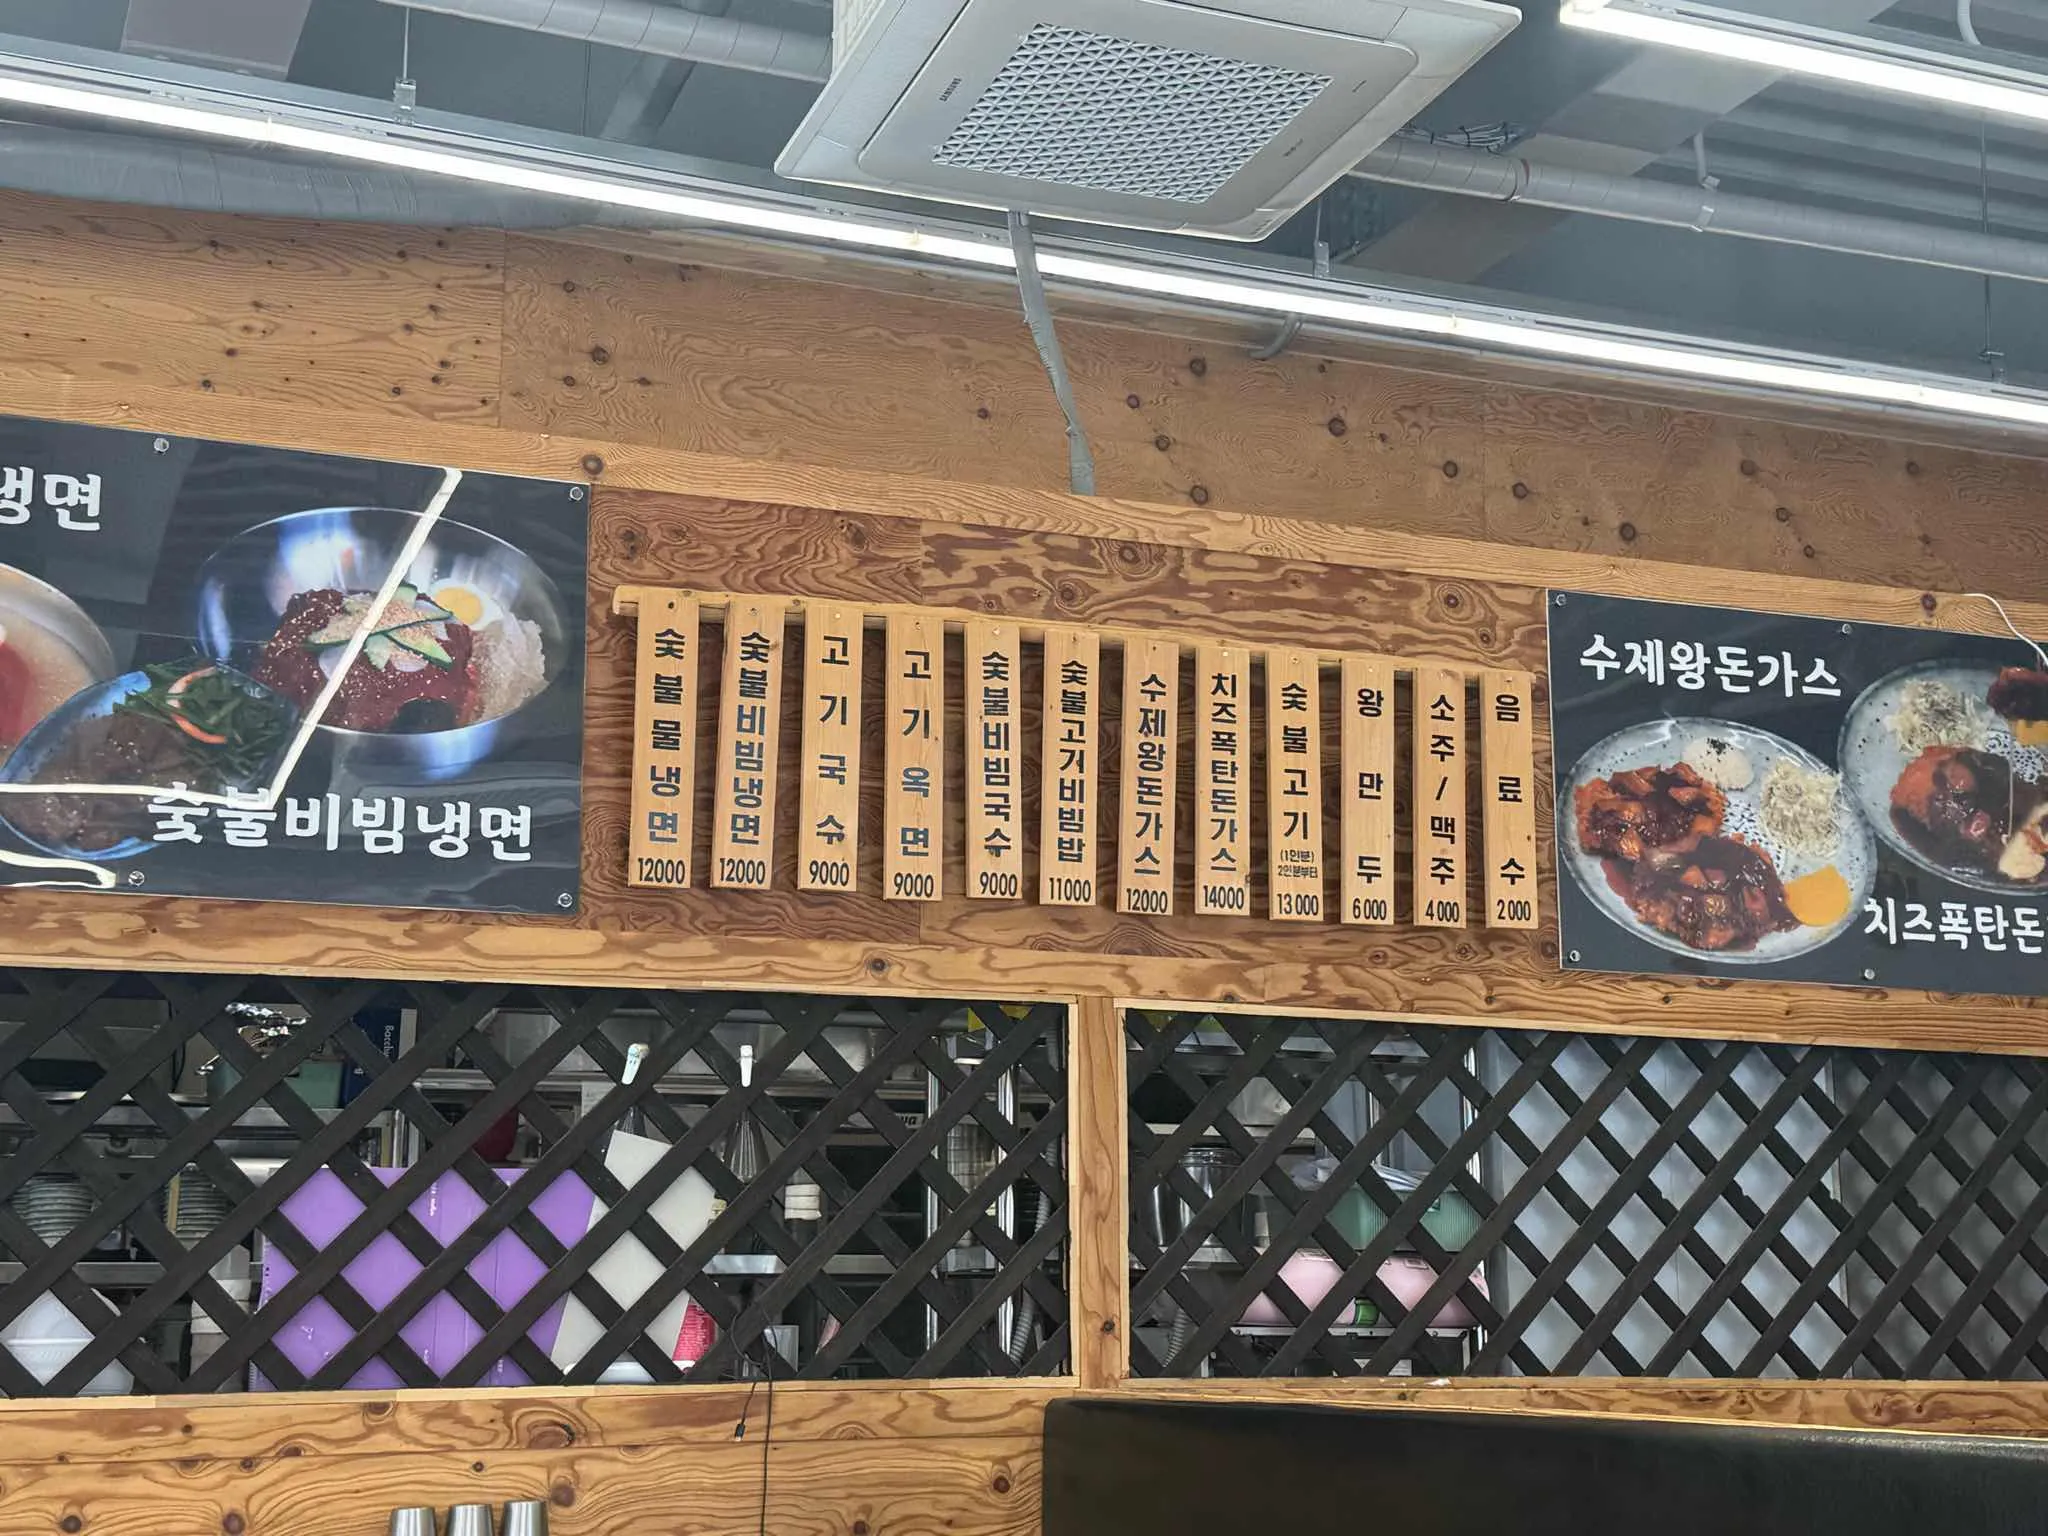 SAMSUNG
냉면
숯불비빔냉면
숯불물냉면
12000
숯불비빔냉면
12000
고기국수
9000
고기옥면
9000
숯불비빔국수
9000
숯불고기비빔밥
11000
수제왕돈가스
12000
치즈폭탄돈가스
14000
숯불고기
(1인분)
2인분부터
13000
왕만두
6000
소주/맥주
4000
음료수
2000
수제왕돈가스
치즈폭탄돈